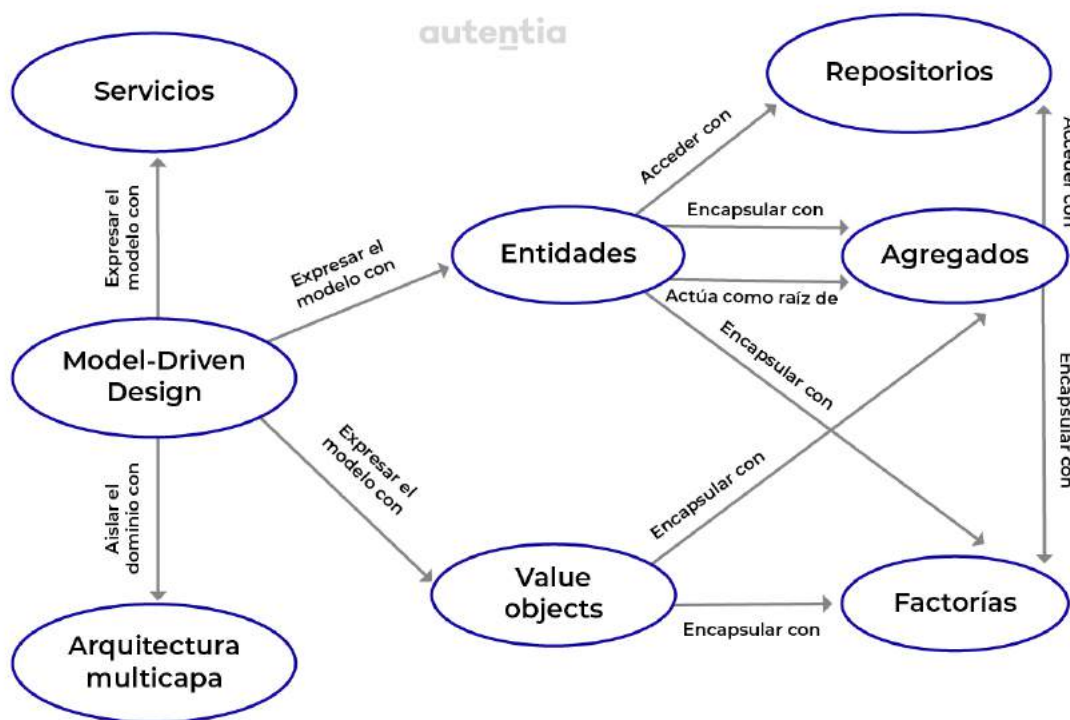 autentia
Servicios
Repositorios
Expresar el
modelo con
Expresar el
modelo con
Acceder con
Acceder con
Entidades
Encapsular con
Agregados
Actúa como raíz de
Model-Driven
Design
Encapsular con
Encapsular con
Expresar el
modelo con
Aislar el
dominio con
Encapsular con
Arquitectura
multicapa
Value
objects
Encapsular con
Factorías